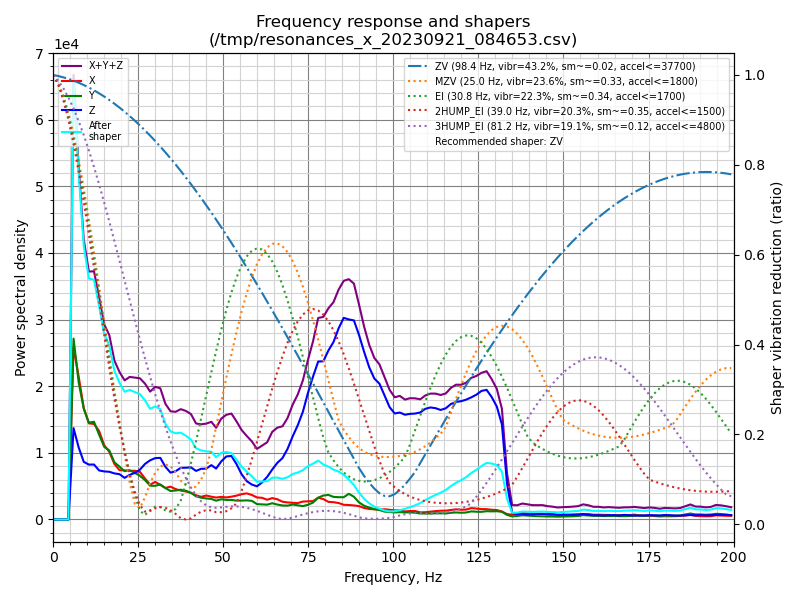 Frequency response and shapers
(/tmp/resonances_x_20230921_084653.csv)
1e4
X+Y+Z
X
Y
Z
After
shaper
ZV (98.4 Hz, vibr=43.2%, sm~=0.02, accel<=37700)
MZV (25.0 Hz, vibr=23.6%, sm~=0.33, accel<=1800)
EI (30.8 Hz, vibr=22.3%, sm~=0.34, accel<=1700)
2HUMP_EI (39.0 Hz, vibr=20.3%, sm~=0.35, accel<=1500)
3HUMP_EI (81.2 Hz, vibr=19.1%, sm~=0.12, accel<=4800)
Recommended shaper: ZV
7
6
5
4
3
2
1
0
Power spectral density
1.0
0.8
0.6
0.4
0.2
0.0
Shaper vibration reduction (ratio)
0 25 50 75 100 125 150 175 200
Frequency, Hz